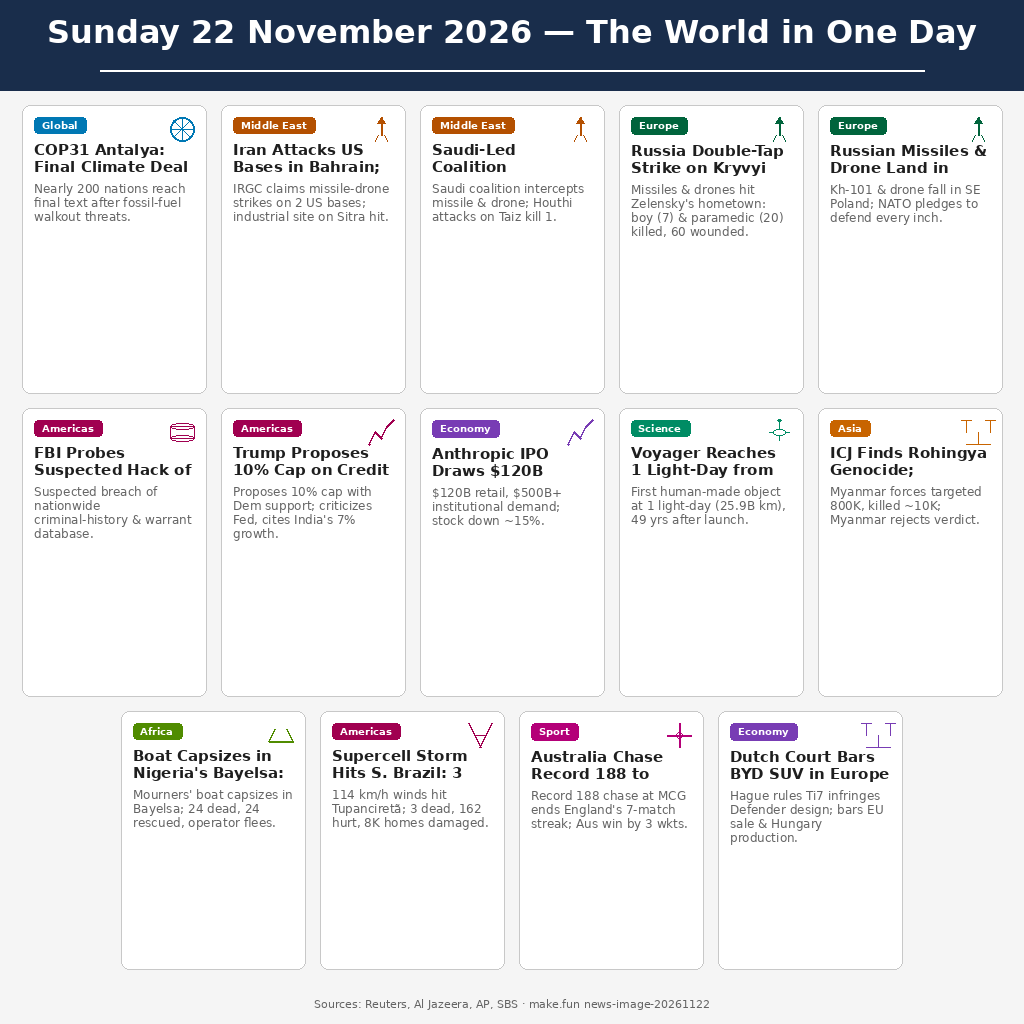 Sunday 22 November 2026 — The World in One Day
Global
COP31 Antalya:
Final Climate Deal
Nearly 200 nations reach
final text after fossil-fuel
walkout threats.
Middle East
Iran Attacks US
Bases in Bahrain;
IRGC claims missile-drone
strikes on 2 US bases;
industrial site on Sitra hit.
Middle East
Saudi-Led
Coalition
Saudi coalition intercepts
missile & drone; Houthi
attacks on Taiz kill 1.
Europe
Russia Double-Tap
Strike on Kryvyi
Missiles & drones hit
Zelensky's hometown:
boy (7) & paramedic (20)
killed, 60 wounded.
Europe
Russian Missiles &
Drone Land in
Kh-101 & drone fall in SE
Poland; NATO pledges to
defend every inch.
Americas
FBI Probes
Suspected Hack of
Suspected breach of
nationwide
criminal-history & warrant
database.
Americas
Trump Proposes
10% Cap on Credit
Proposes 10% cap with
Dem support; criticizes
Fed, cites India's 7%
growth.
Economy
Anthropic IPO
Draws $120B
$120B retail, $500B+
institutional demand;
stock down ~15%.
Science
Voyager Reaches
1 Light-Day from
First human-made object
at 1 light-day (25.9B km),
49 yrs after launch.
Asia
ICJ Finds Rohingya
Genocide;
Myanmar forces targeted
800K, killed ~10K;
Myanmar rejects verdict.
Africa
Boat Capsizes in
Nigeria's Bayelsa:
Mourners' boat capsizes in
Bayelsa; 24 dead, 24
rescued, operator flees.
Americas
Supercell Storm
Hits S. Brazil: 3
114 km/h winds hit
Tupanciretã; 3 dead, 162
hurt, 8K homes damaged.
Sport
Australia Chase
Record 188 to
Record 188 chase at MCG
ends England's 7-match
streak; Aus win by 3 wkts.
Economy
Dutch Court Bars
BYD SUV in Europe
Hague rules Ti7 infringes
Defender design; bars EU
sale & Hungary
production.
Sources: Reuters, Al Jazeera, AP, SBS · make.fun news-image-20261122